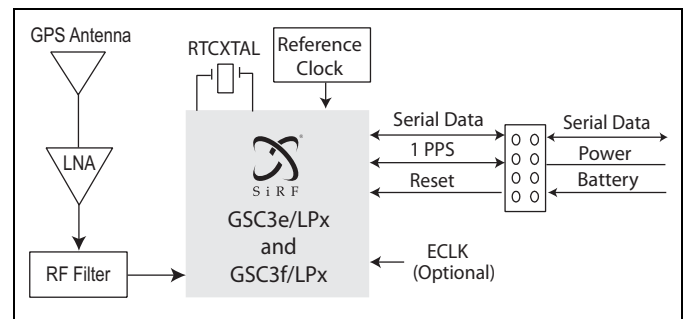 GPS Antenna
RTCXTAL
Reference
Clock
LNA
RF Filter
SiRF
GSC3e/LPx
and
GSC3f/LPx
Serial Data
1 PPS
Reset
ECLK
(Optional)
Serial Data
Power
Battery